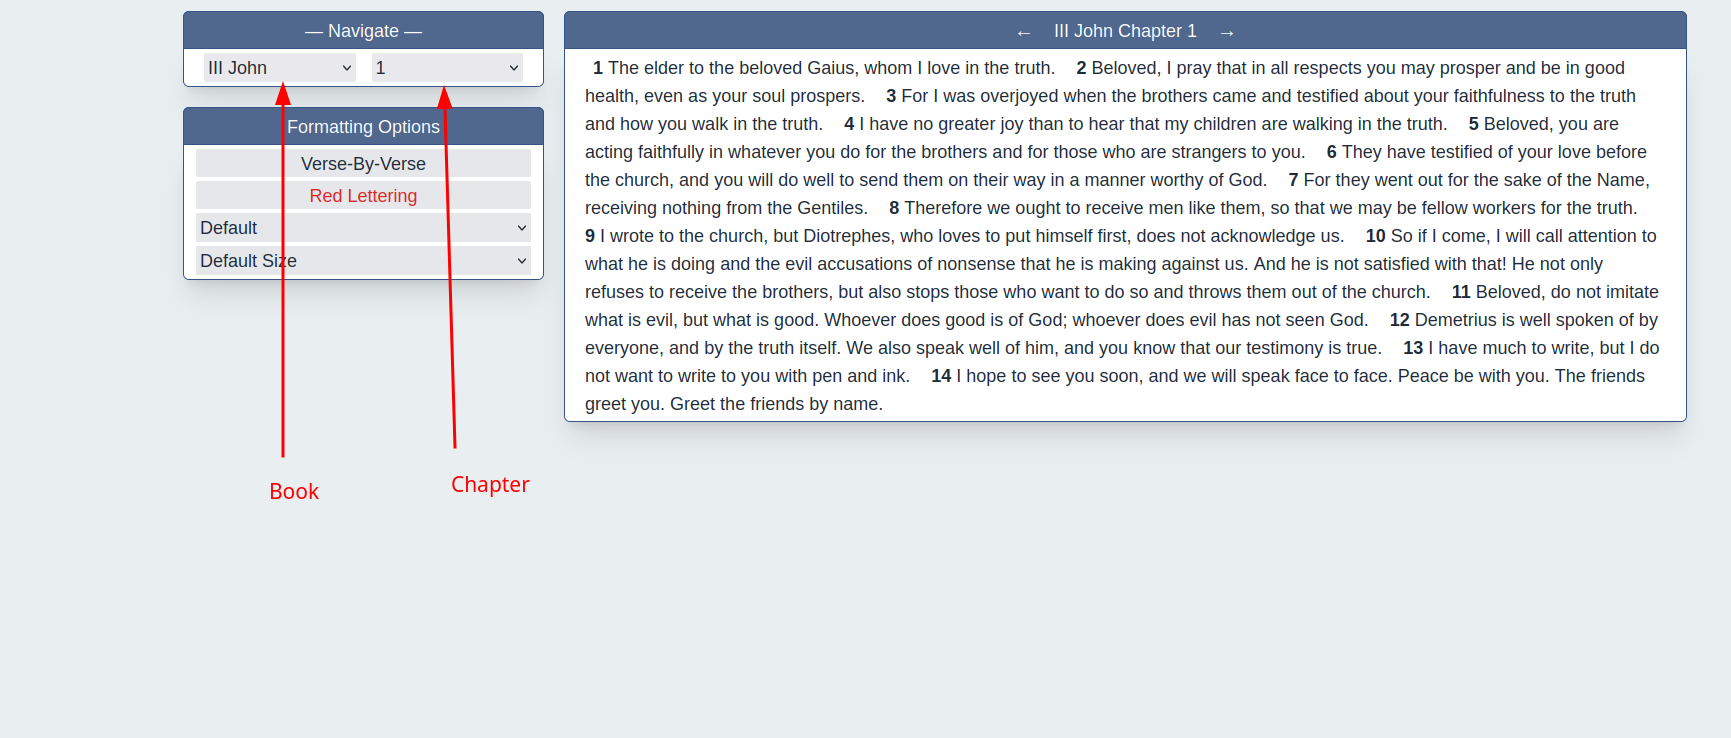 — Navigate —
III John
1
Formatting Options
Verse-By-Verse
Red Lettering
Default
Default Size
Book
Chapter
← III John Chapter 1 →
1 The elder to the beloved Gaius, whom I love in the truth. 2 Beloved, I pray that in all respects you may prosper and be in good
health, even as your soul prospers. 3 For I was overjoyed when the brothers came and testified about your faithfulness to the truth
and how you walk in the truth. 4 I have no greater joy than to hear that my children are walking in the truth. 5 Beloved, you are
acting faithfully in whatever you do for the brothers and for those who are strangers to you. 6 They have testified of your love before
the church, and you will do well to send them on their way in a manner worthy of God. 7 For they went out for the sake of the Name,
receiving nothing from the Gentiles. 8 Therefore we ought to receive men like them, so that we may be fellow workers for the truth.
9 I wrote to the church, but Diotrephes, who loves to put himself first, does not acknowledge us. 10 So if I come, I will call attention to
what he is doing and the evil accusations of nonsense that he is making against us. And he is not satisfied with that! He not only
refuses to receive the brothers, but also stops those who want to do so and throws them out of the church. 11 Beloved, do not imitate
what is evil, but what is good. Whoever does good is of God; whoever does evil has not seen God. 12 Demetrius is well spoken of by
everyone, and by the truth itself. We also speak well of him, and you know that our testimony is true. 13 I have much to write, but I do
not want to write to you with pen and ink. 14 I hope to see you soon, and we will speak face to face. Peace be with you. The friends
greet you. Greet the friends by name.